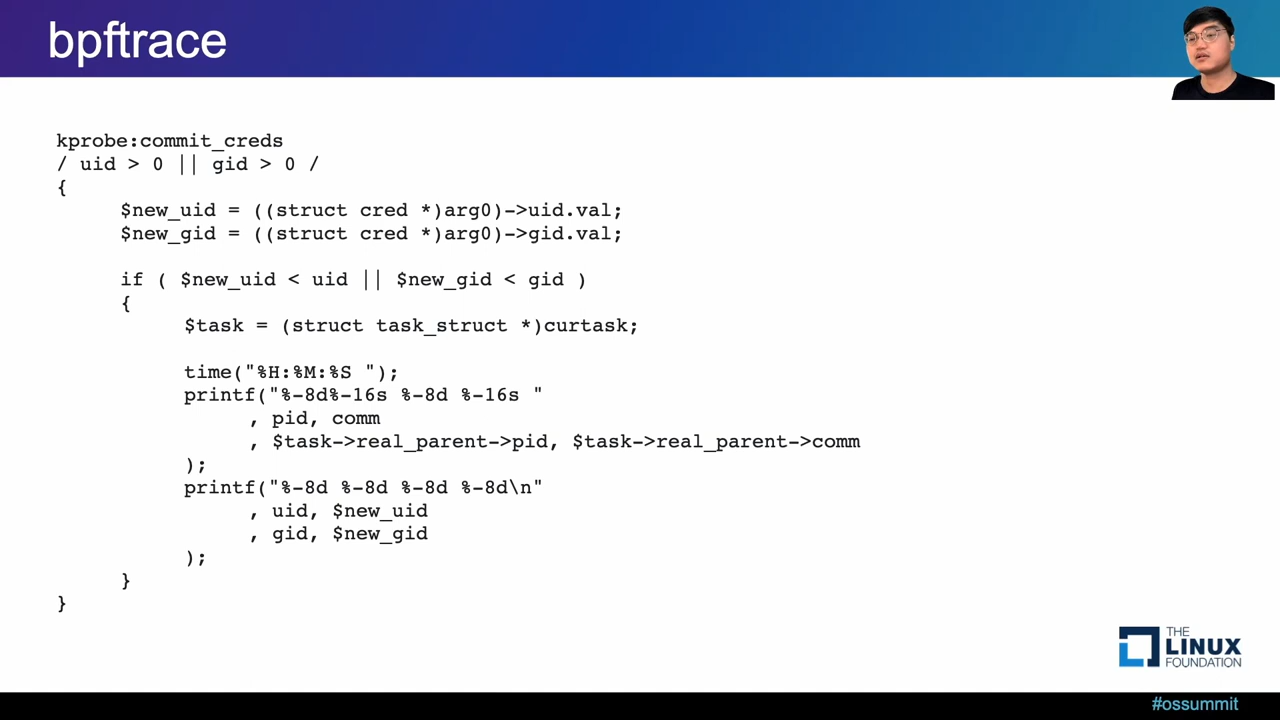 bpftrace
kprobe:commit_creds
/ uid > 0 || gid > 0 /
{
$new_uid = ((struct cred *)arg0)->uid.val;
$new_gid = ((struct cred *)arg0)->gid.val;
if ( $new_uid < uid || $new_gid < gid )
{
$task = (struct task_struct *)curtask;
time("%H:%M:%S ");
printf("%-8d%-16s %-8d %-16s "
, pid, comm
, $task->real_parent->pid, $task->real_parent->comm
);
printf("%-8d %-8d %-8d %-8d\n"
, uid, $new_uid
, gid, $new_gid
);
}
}
THE
LINUX
FOUNDATION
#ossummit